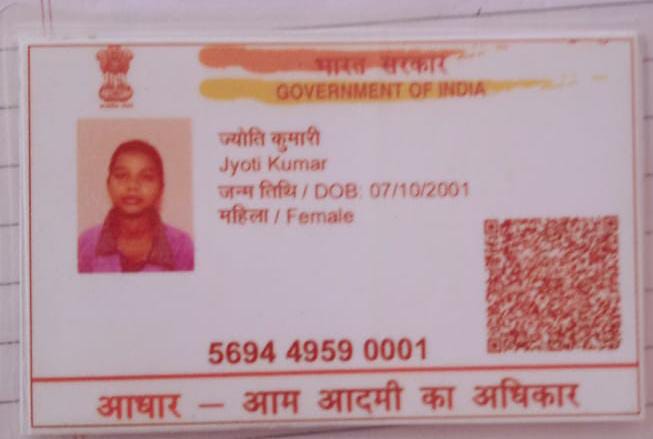 भारत सरकार
GOVERNMENT OF INDIA
ज्योति कुमारी
Jyoti Kumar
जन्म तिथि / DOB: 07/10/2001
महिला / Female
5694 4959 0001
आधार — आम आदमी का अधिकार